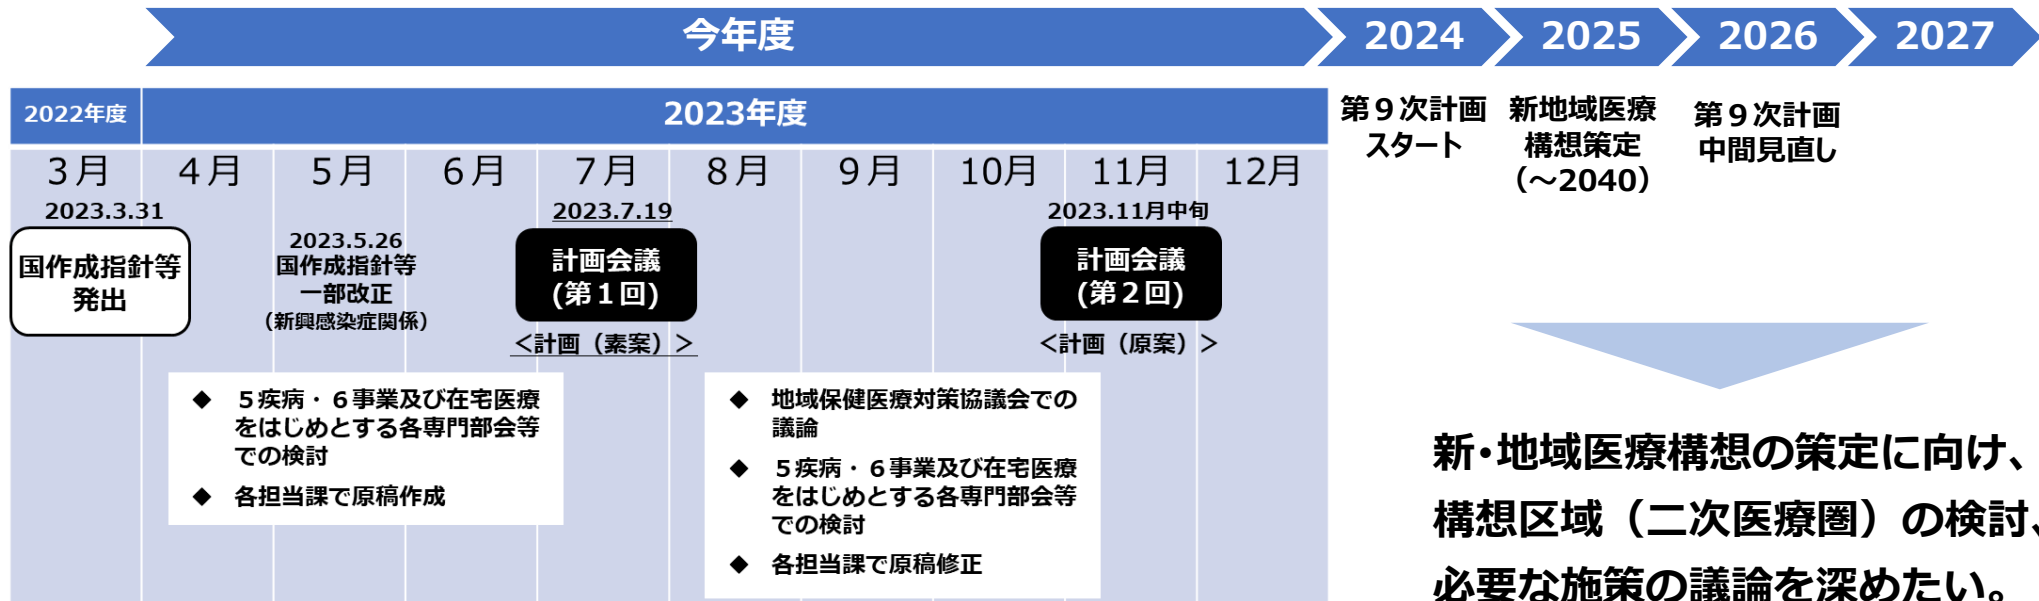 今年度
2024
2025
2026
2027
2022年度
2023年度
第９次計画
スタート
新地域医療
構想策定
（～2040）
第９次計画
中間見直し
３月
４月
５月
６月
７月
８月
９月
10月
11月
12月
2023.3.31
国作成指針等
発出
2023.5.26
国作成指針等
一部改正
（新興感染症関係）
2023.7.19
計画会議
(第１回)
＜計画（素案）＞
2023.11月中旬
計画会議
(第２回)
＜計画（原案）＞
◆ ５疾病・６事業及び在宅医療
をはじめとする各専門部会等
での検討
◆ 各担当課で原稿作成
◆ 地域保健医療対策協議会での
議論
◆ ５疾病・６事業及び在宅医療
をはじめとする各専門部会等
での検討
◆ 各担当課で原稿修正
新・地域医療構想の策定に向け、
構想区域（二次医療圏）の検討、
必要な施策の議論を深めたい。